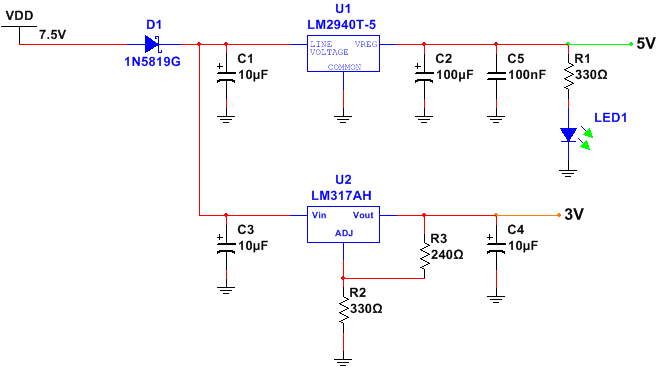 VDD
7.5V
D1
1N5819G
U1
LM2940T-5
LINE VREG
VOLTAGE
COMMON
5V
C1
10µF
C2
100µF
C5
100nF
R1
330Ω
LED1
U2
LM317AH
Vin Vout
ADJ
3V
C3
10µF
R3
240Ω
C4
10µF
R2
330Ω